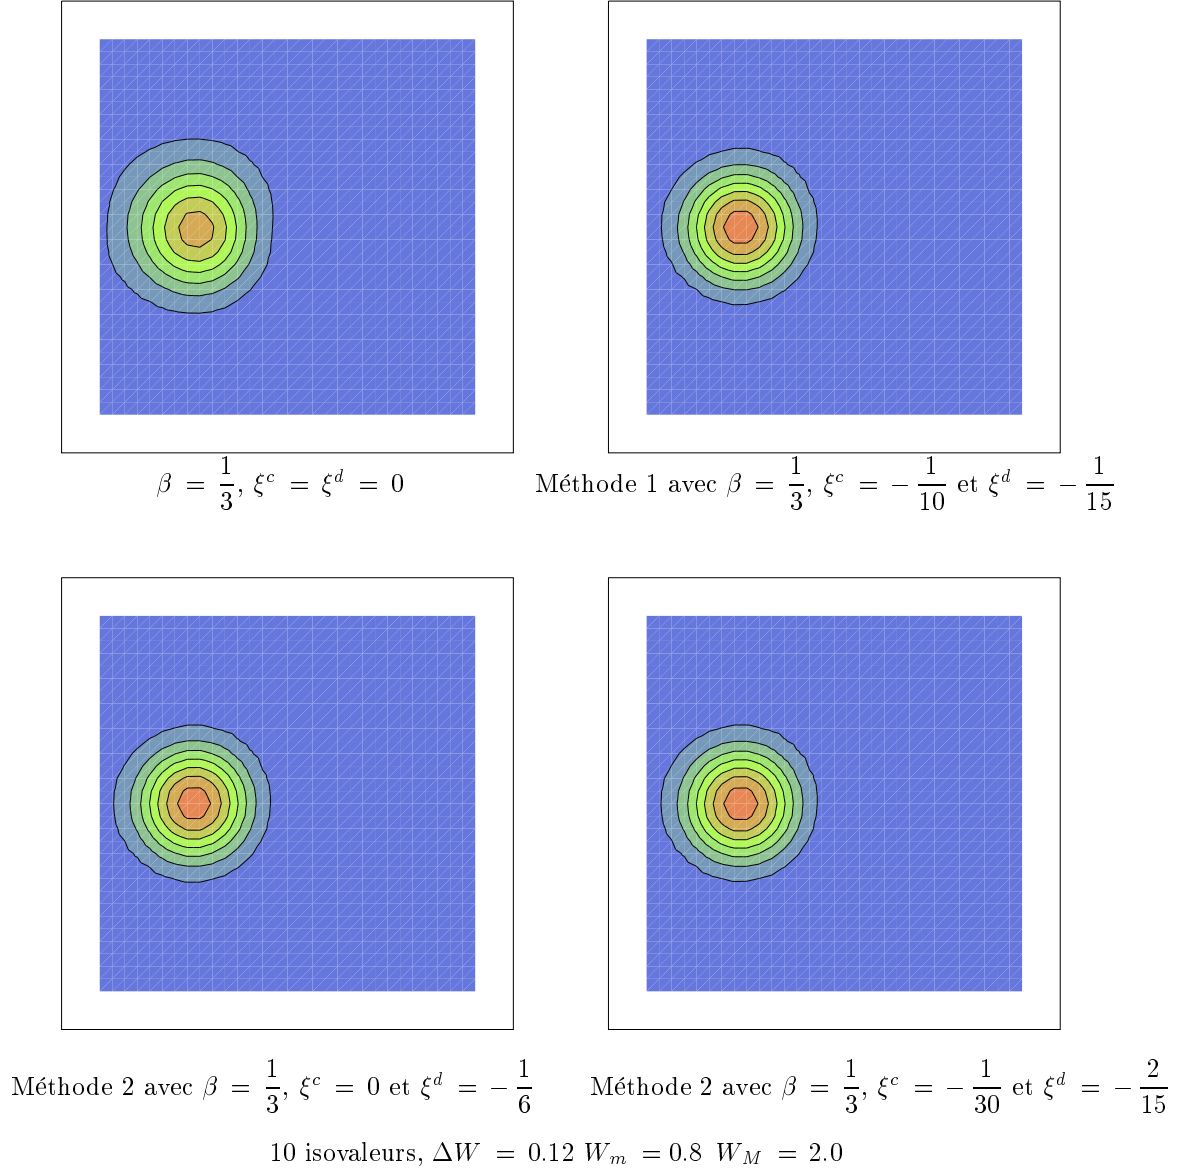 β = 1/3, ξ^c = ξ^d = 0
Méthode 1 avec β = 1/3, ξ^c = − 1/10 et ξ^d = − 1/15
Méthode 2 avec β = 1/3, ξ^c = 0 et ξ^d = − 1/6
Méthode 2 avec β = 1/3, ξ^c = − 1/30 et ξ^d = − 2/15
10 isovaleurs, ΔW = 0.12 W_m = 0.8 W_M = 2.0